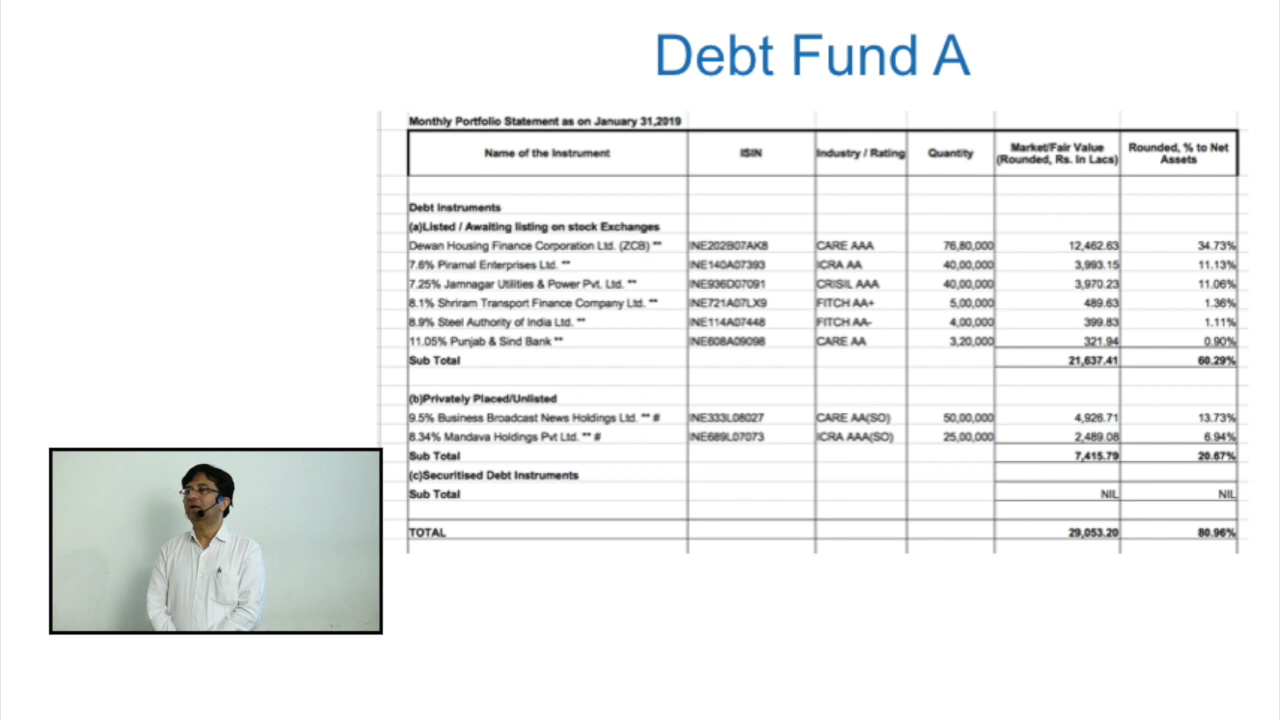 Debt Fund A
Monthly Portfolio Statement as on January 31,2019
Name of the Instrument ISIN Industry / Rating Quantity Market/Fair Value (Rounded, Rs. In Lacs) Rounded, % to Net Assets
Debt Instruments
(a)Listed / Awaiting listing on stock Exchanges
Dewan Housing Finance Corporation Ltd. (ZCB) ** INE202B07AK8 CARE AAA 76,80,000 12,462.63 34.73%
7.6% Piramal Enterprises Ltd. ** INE140A07393 ICRA AA 40,00,000 3,993.15 11.13%
7.25% Jamnagar Utilities & Power Pvt. Ltd. ** INE936D07091 CRISIL AAA 40,00,000 3,970.23 11.06%
8.1% Shriram Transport Finance Company Ltd. ** INE721A07LX9 FITCH AA+ 5,00,000 489.63 1.36%
8.9% Steel Authority of India Ltd. ** INE114A07448 FITCH AA- 4,00,000 399.83 1.11%
11.05% Punjab & Sind Bank ** INE608A09098 CARE AA 3,20,000 321.94 0.90%
Sub Total 21,637.41 60.29%
(b)Privately Placed/Unlisted
9.5% Business Broadcast News Holdings Ltd. ** # INE333L08027 CARE AA(SO) 50,00,000 4,926.71 13.73%
8.34% Mandava Holdings Pvt Ltd. ** # INE689L07073 ICRA AAA(SO) 25,00,000 2,489.08 6.94%
Sub Total 7,415.79 20.67%
(c)Securitised Debt Instruments
Sub Total NIL NIL
TOTAL 29,053.20 80.96%